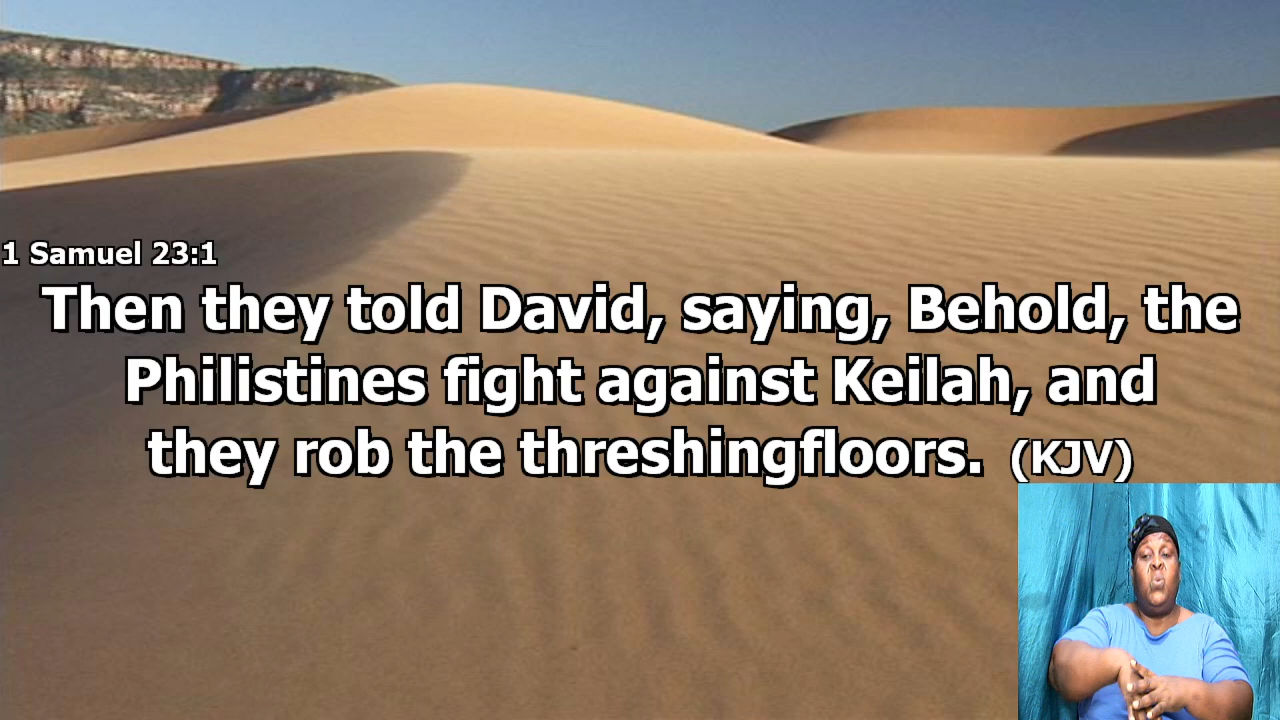 1 Samuel 23:1
Then they told David, saying, Behold, the
Philistines fight against Keilah, and
they rob the threshingfloors. (KJV)